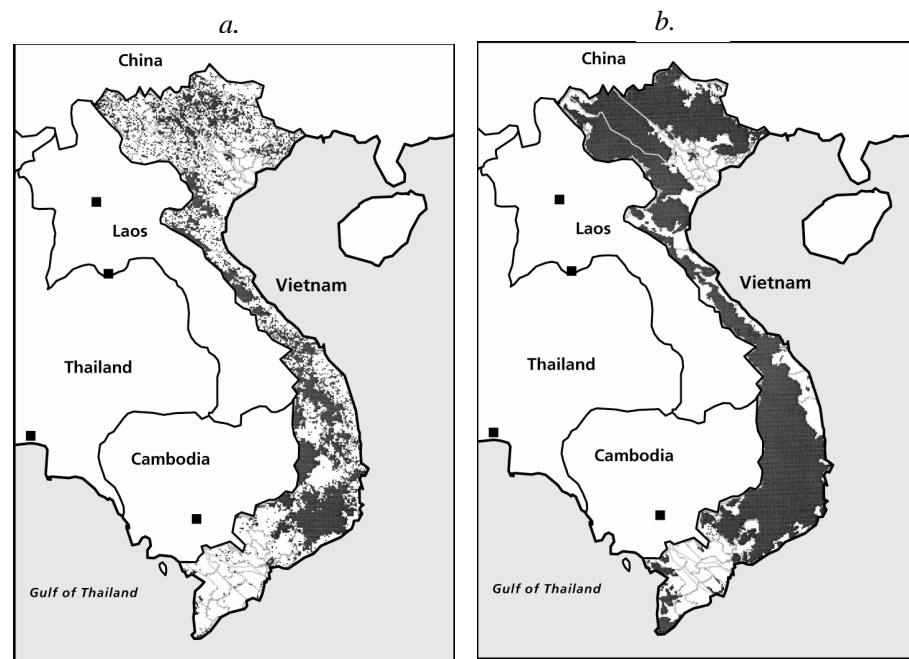 a.
China
Laos
Vietnam
Thailand
Cambodia
Gulf of Thailand
b.
China
Laos
Vietnam
Thailand
Cambodia
Gulf of Thailand